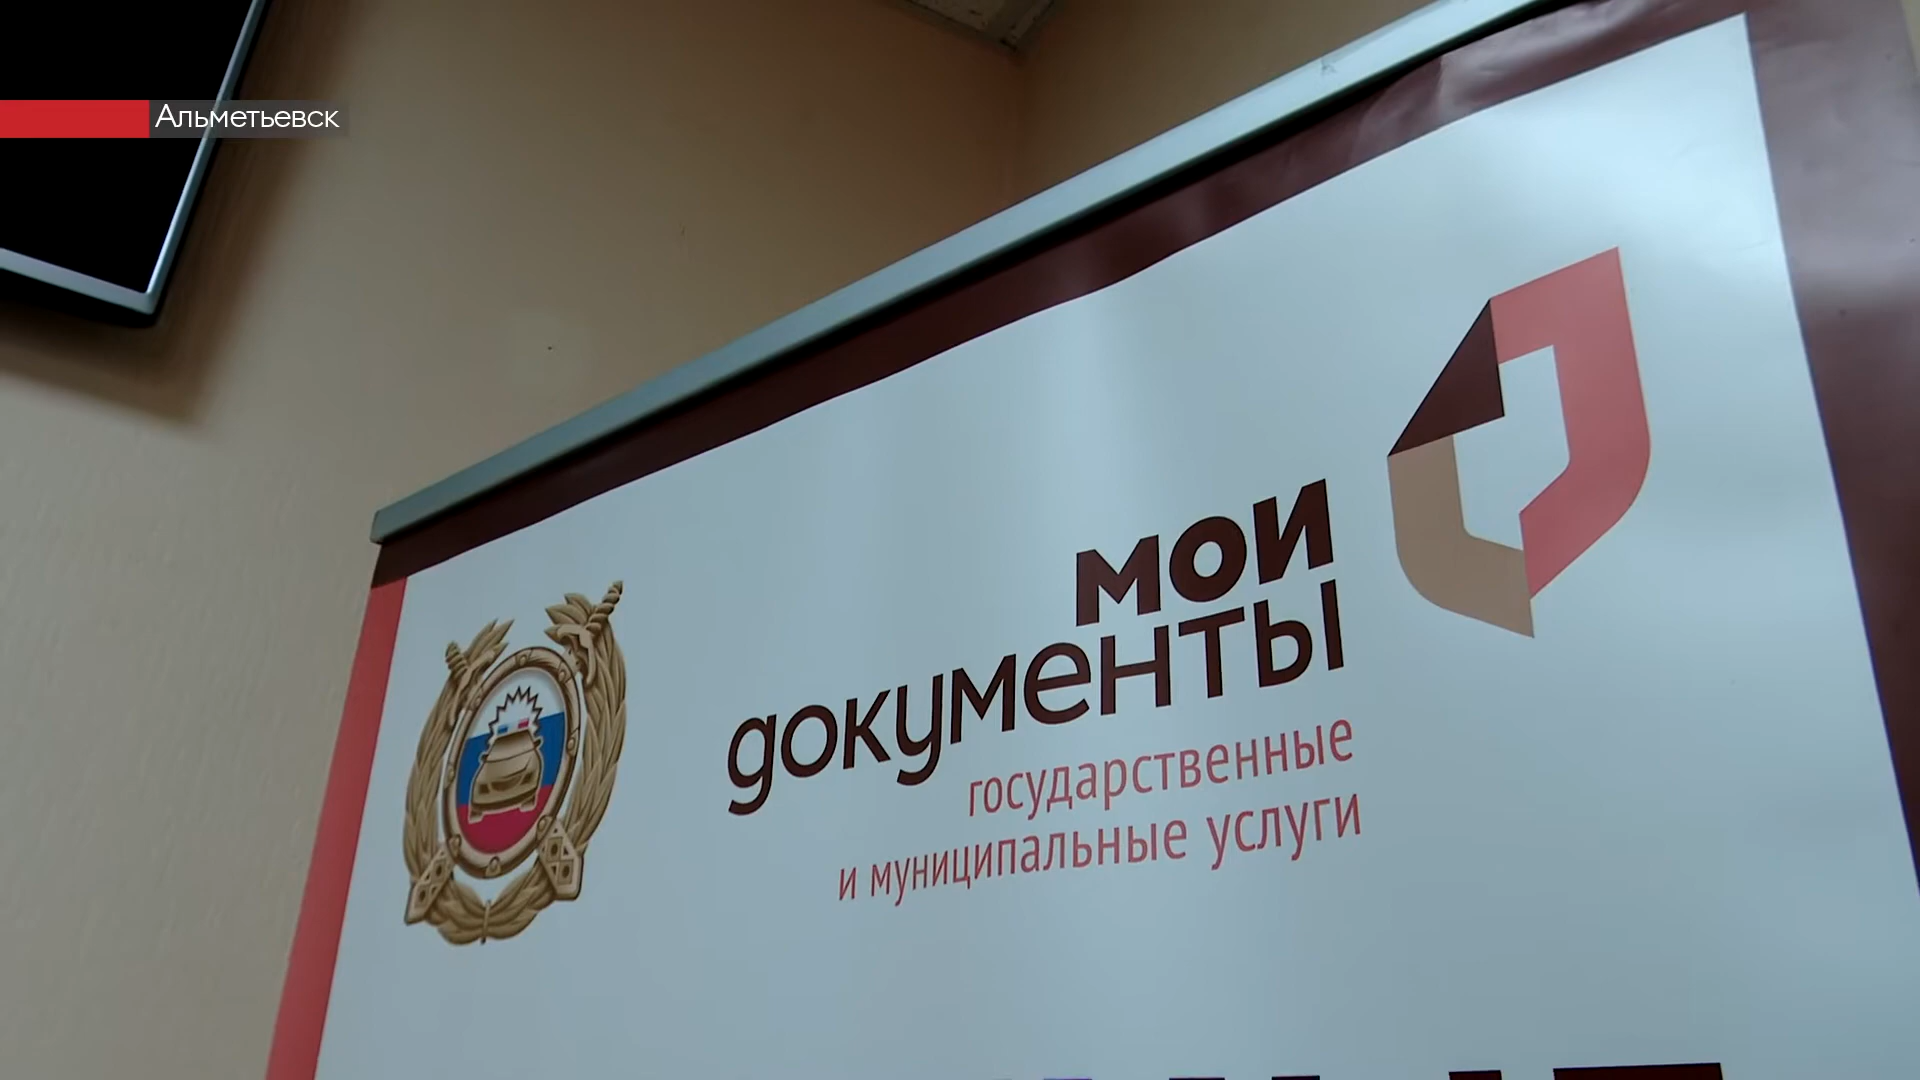 Альметьевск
мои
документы
государственные
и муниципальные услуги